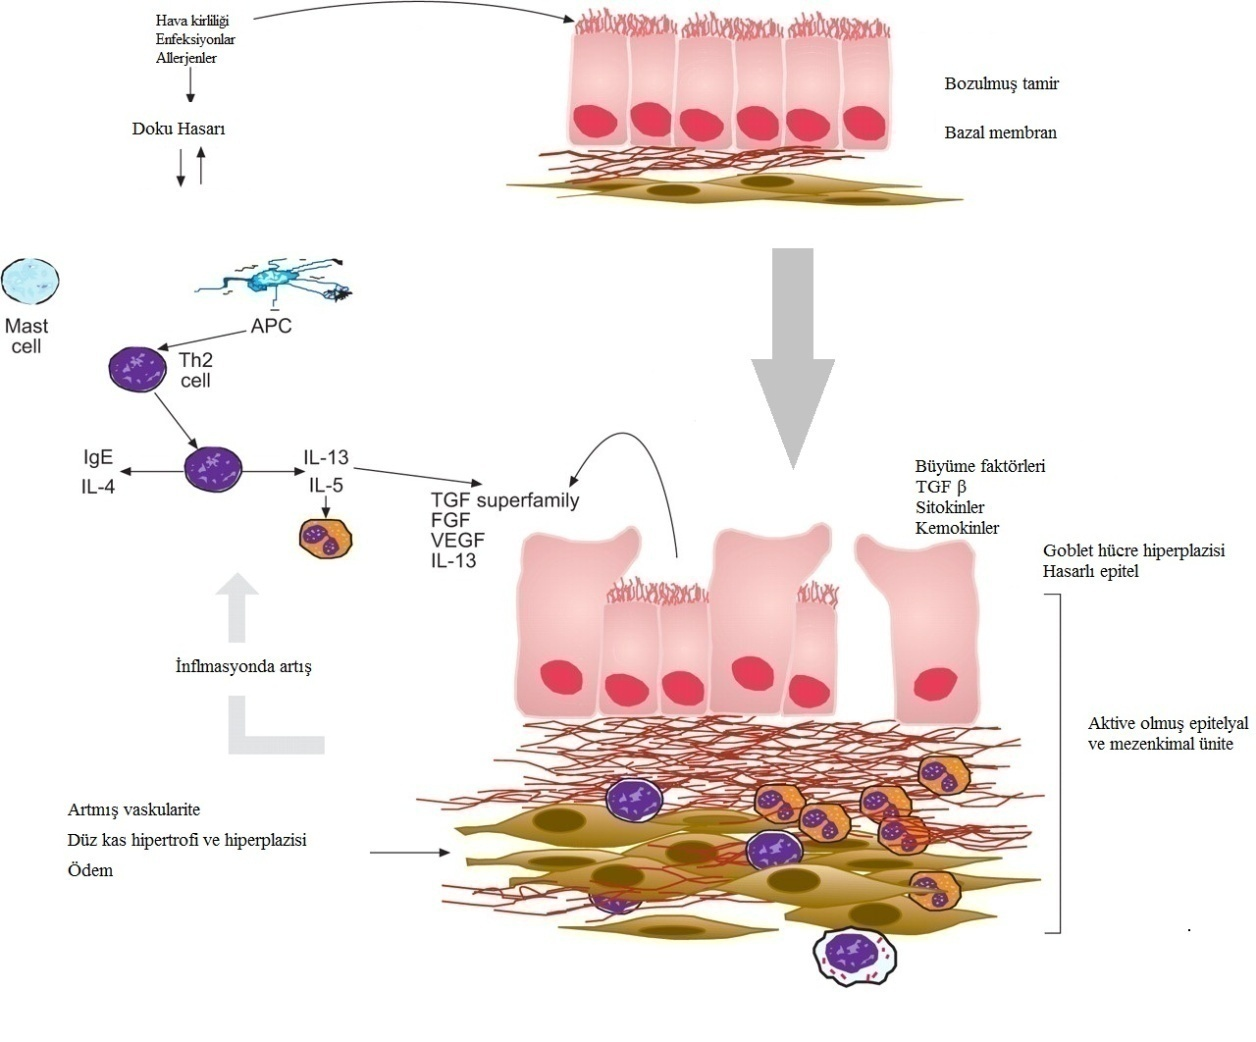 Hava kirliliği
Enfeksiyonlar
Allerjenler
Doku Hasarı
Bozulmuş tamir
Bazal membran
Mast
cell
APC
Th2
cell
IgE
IL-4
IL-13
IL-5
TGF superfamily
FGF
VEGF
IL-13
Büyüme faktörleri
TGF β
Sitokinler
Kemokinler
Goblet hücre hiperplazisi
Hasarlı epitel
İnflmasyonda artış
Aktive olmuş epitelyal
ve mezenkimal ünite
Artmış vaskularite
Düz kas hipertrofi ve hiperplazisi
Ödem